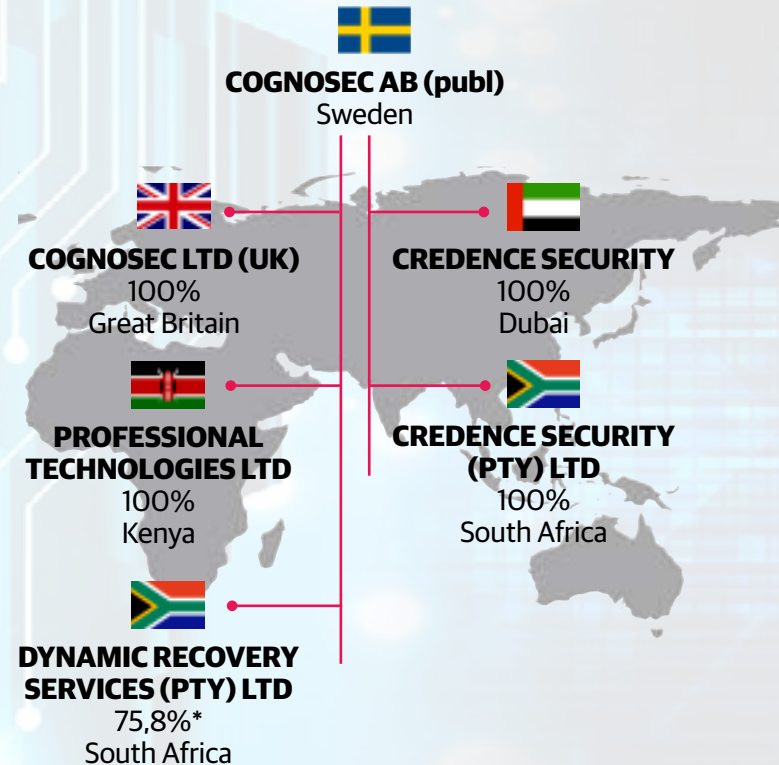 COGNOSEC AB (publ)
Sweden
COGNOSEC LTD (UK)
100%
Great Britain
CREDENCE SECURITY
100%
Dubai
PROFESSIONAL
TECHNOLOGIES LTD
100%
Kenya
CREDENCE SECURITY
(PTY) LTD
100%
South Africa
DYNAMIC RECOVERY
SERVICES (PTY) LTD
75,8%*
South Africa